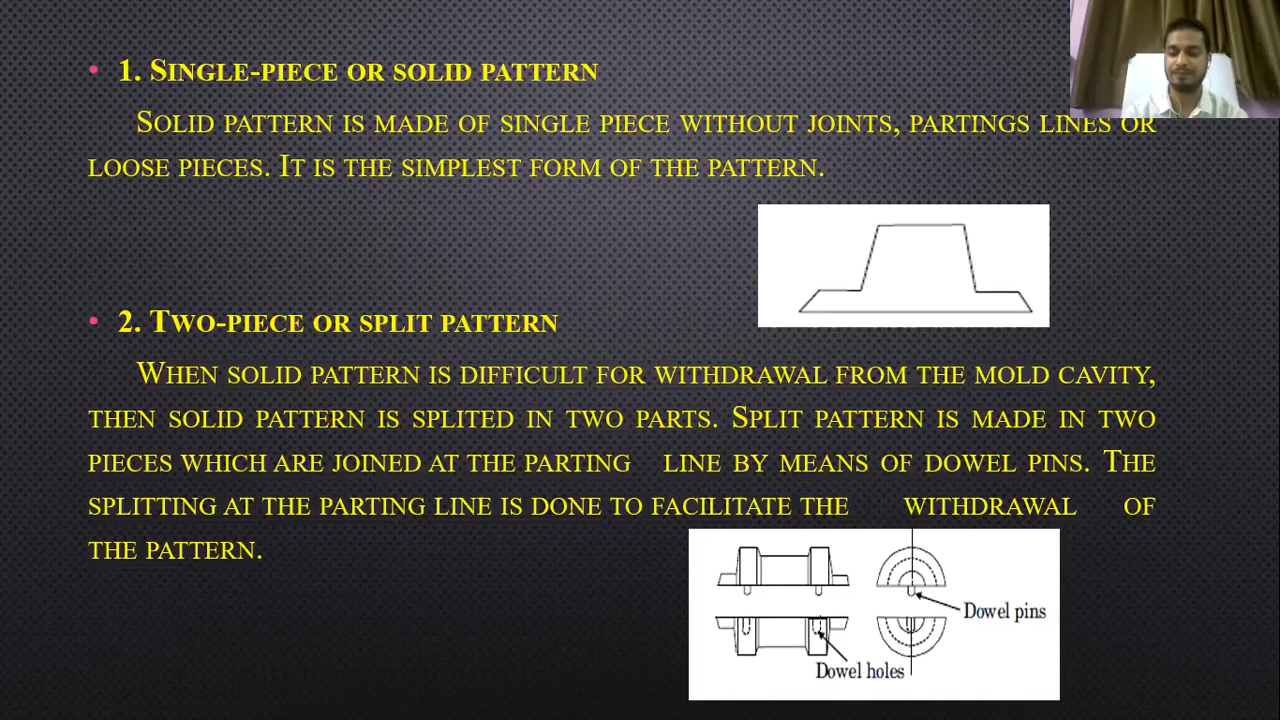 • 1. SINGLE-PIECE OR SOLID PATTERN
SOLID PATTERN IS MADE OF SINGLE PIECE WITHOUT JOINTS, PARTINGS LINES OR
LOOSE PIECES. IT IS THE SIMPLEST FORM OF THE PATTERN.
• 2. TWO-PIECE OR SPLIT PATTERN
WHEN SOLID PATTERN IS DIFFICULT FOR WITHDRAWAL FROM THE MOLD CAVITY,
THEN SOLID PATTERN IS SPLITED IN TWO PARTS. SPLIT PATTERN IS MADE IN TWO
PIECES WHICH ARE JOINED AT THE PARTING LINE BY MEANS OF DOWEL PINS. THE
SPLITTING AT THE PARTING LINE IS DONE TO FACILITATE THE WITHDRAWAL OF
THE PATTERN.
Dowel pins
Dowel holes